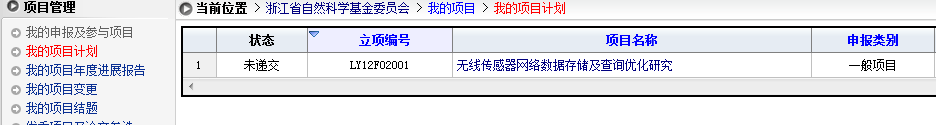 项目管理
当前位置 > 浙江省自然科学基金委员会 > 我的项目 > 我的项目计划
我的申报及参与项目
我的项目计划
我的项目年度进展报告
我的项目变更
我的项目结题
状态 立项编号 项目名称 申报类别
1 未递交 LY12F02001 无线传感器网络数据存储及查询优化研究 一般项目